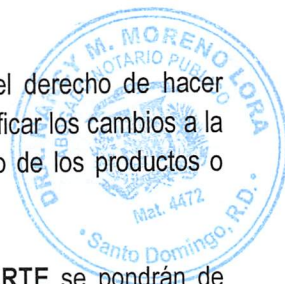 el derecho de hacer
ficar los cambios a la
o de los productos o
RTE se pondrán de
M. MORENO LORA
ABOGADO NOTARIO PUBLICO
Mat. 4472
Santo Domingo, R.D.